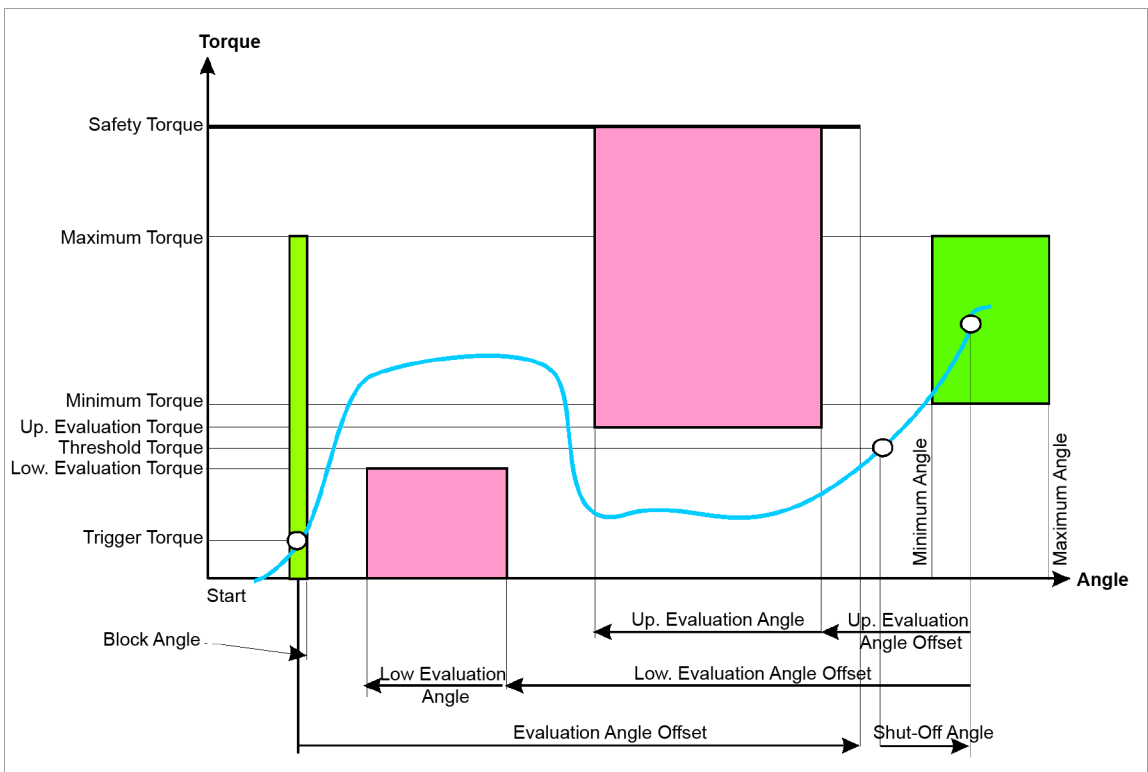 Torque
Safety Torque
Maximum Torque
Minimum Torque
Up. Evaluation Torque
Threshold Torque
Low. Evaluation Torque
Trigger Torque
Minimum Angle
Maximum Angle
Angle
Start
Block Angle
Up. Evaluation Angle
Up. Evaluation
Angle Offset
Low Evaluation
Angle
Low. Evaluation Angle Offset
Evaluation Angle Offset
Shut-Off Angle